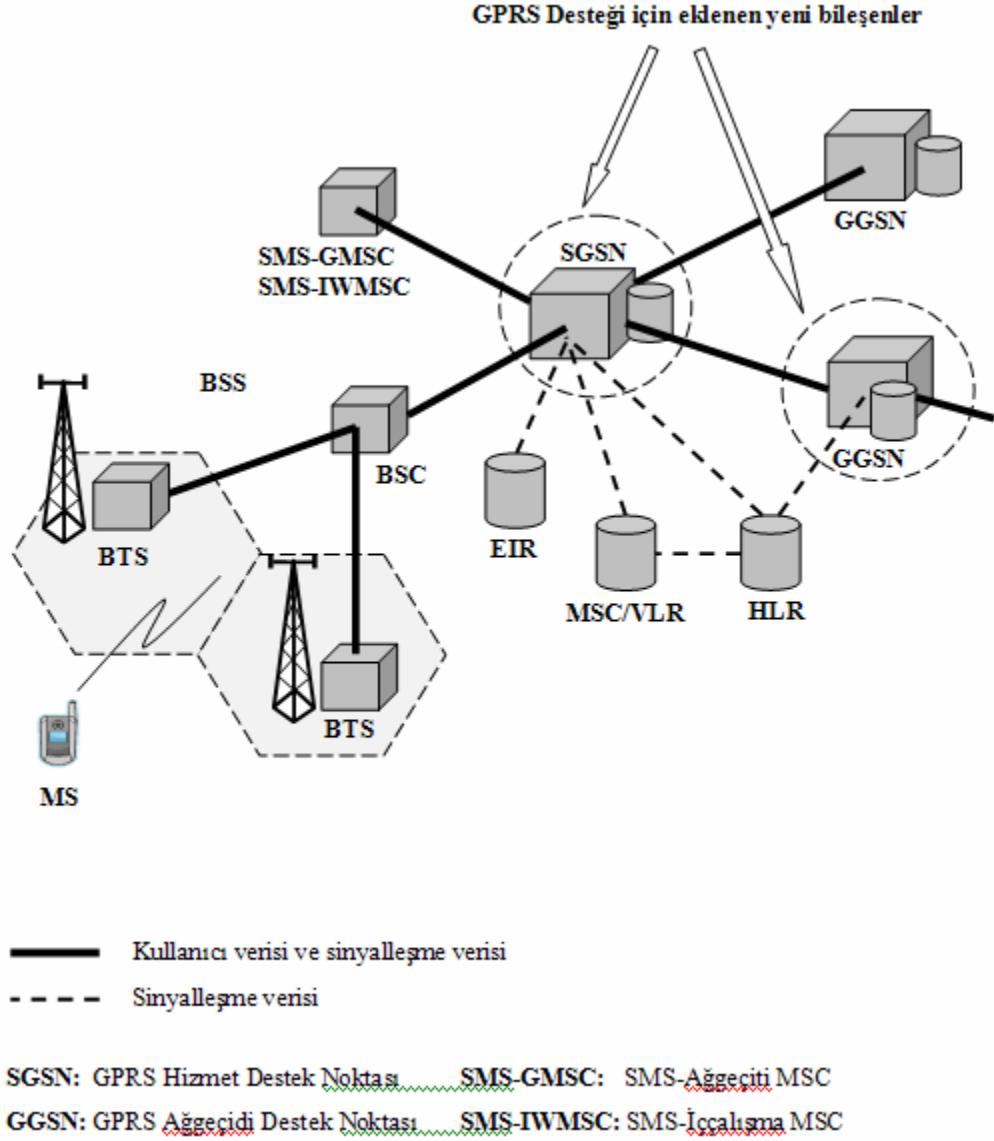 GPRS Desteği için eklenen yeni bileşenler
GGSN
SGSN
SMS-GMSC
SMS-IWMSC
BSS
BSC
GGSN
BTS
EIR
MSC/VLR
HLR
BTS
MS
Kullanıcı verisi ve sinyalleşme verisi
Sinyalleşme verisi
SGSN: GPRS Hizmet Destek Noktası SMS-GMSC: SMS-Ağgeçiti MSC
GGSN: GPRS Ağgeçidi Destek Noktası SMS-IWMSC: SMS-İççalışma MSC